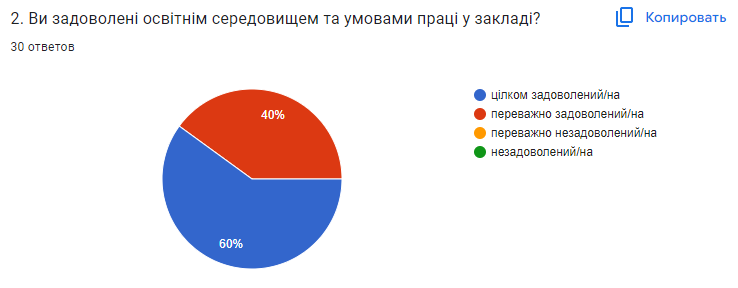 2. Ви задоволені освітнім середовищем та умовами праці у закладі?
Копировать
30 ответов
40%
60%
цілком задоволений/на
переважно задоволений/на
переважно незадоволений/на
незадоволений/на